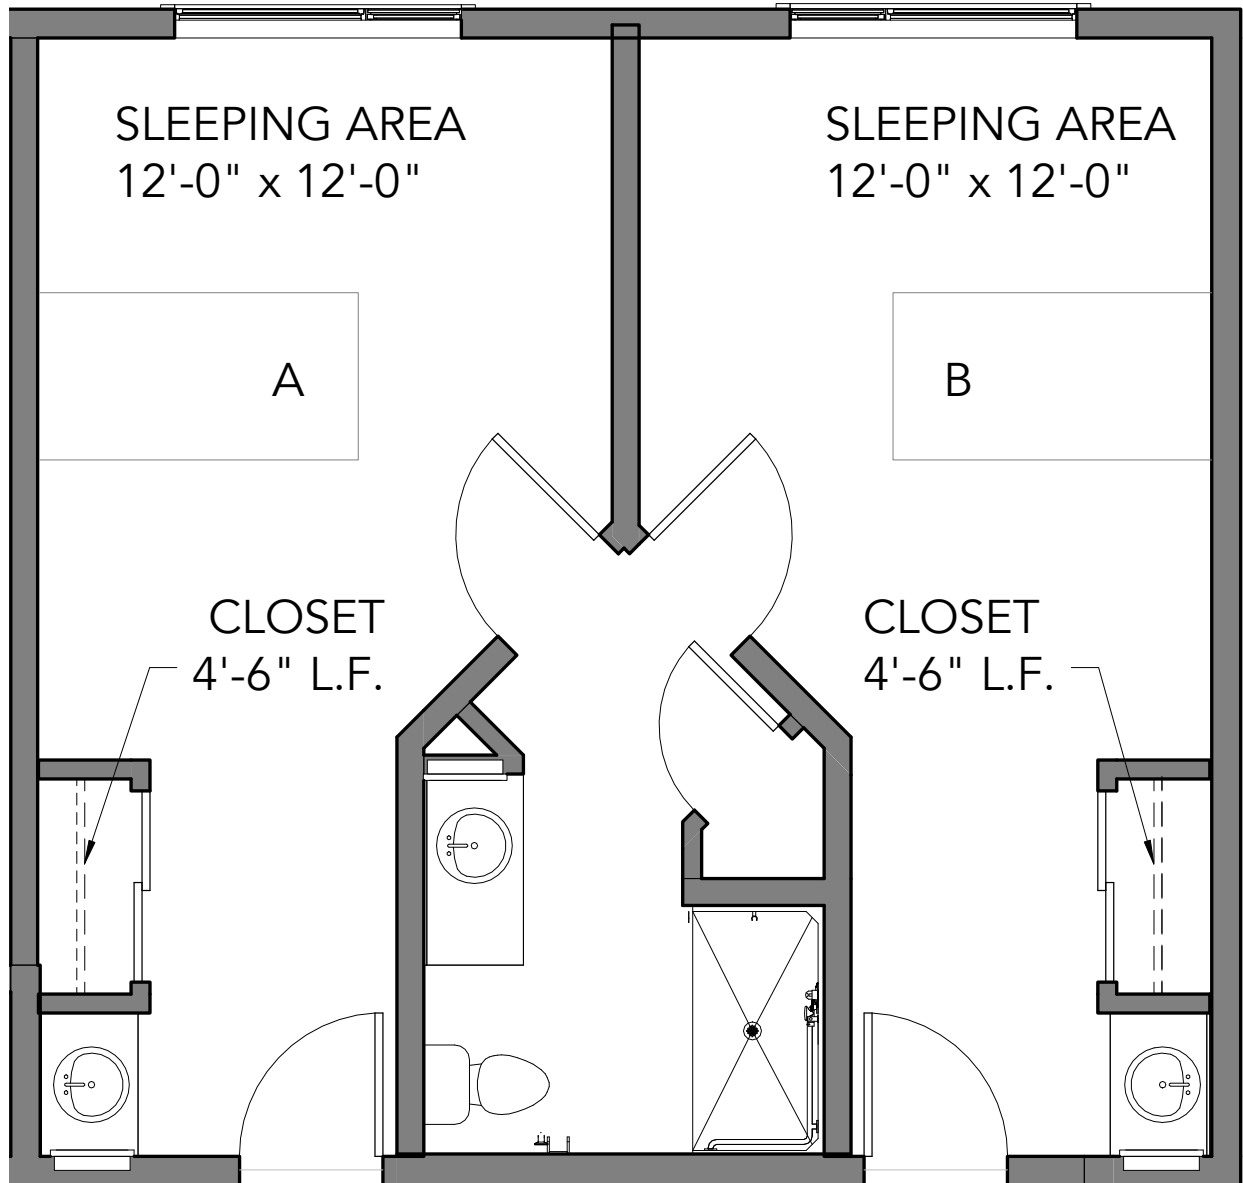 SLEEPING AREA
12'-0" x 12'-0"
SLEEPING AREA
12'-0" x 12'-0"
A
B
CLOSET
4'-6" L.F.
CLOSET
4'-6" L.F.